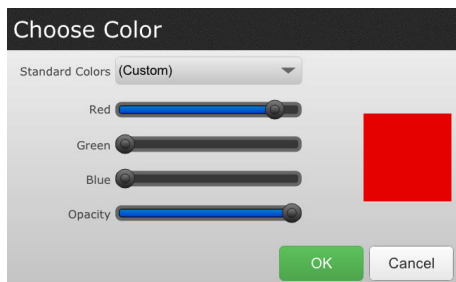 Choose Color
Standard Colors (Custom)
Red
Green
Blue
Opacity
OK Cancel